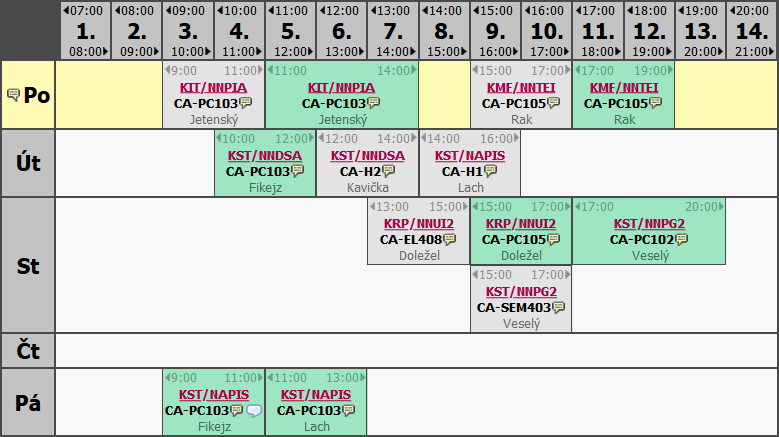 07:00 08:00 09:00 10:00 11:00 12:00 13:00 14:00 15:00 16:00 17:00 18:00 19:00 20:00
1. 2. 3. 4. 5. 6. 7. 8. 9. 10. 11. 12. 13. 14.
08:00 09:00 10:00 11:00 12:00 13:00 14:00 15:00 16:00 17:00 18:00 19:00 20:00 21:00
Po
9:00 11:00
KIT/NNPIA
CA-PC103
Jetenský
11:00 14:00
KIT/NNPIA
CA-PC103
Jetenský
15:00 17:00
KMF/NNTEI
CA-PC105
Rak
17:00 19:00
KMF/NNTEI
CA-PC105
Rak
Út
10:00 12:00
KST/NNDSA
CA-PC103
Fikejz
12:00 14:00
KST/NNDSA
CA-H2
Kavička
14:00 16:00
KST/NAPIS
CA-H1
Lach
St
13:00 15:00
KRP/NNUI2
CA-EL408
Doležel
15:00 17:00
KRP/NNUI2
CA-PC105
Doležel
17:00 20:00
KST/NNPG2
CA-PC102
Veselý
15:00 17:00
KST/NNPG2
CA-SEM403
Veselý
Čt
Pá
9:00 11:00
KST/NAPIS
CA-PC103
Fikejz
11:00 13:00
KST/NAPIS
CA-PC103
Lach